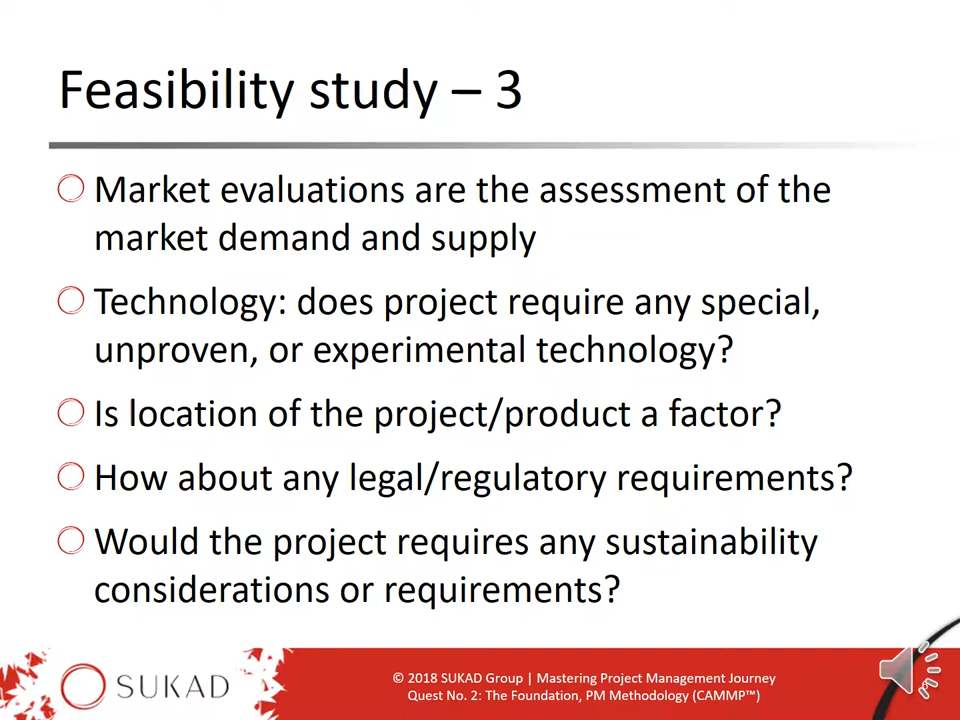 Feasibility study – 3
Market evaluations are the assessment of the
market demand and supply
Technology: does project require any special,
unproven, or experimental technology?
Is location of the project/product a factor?
How about any legal/regulatory requirements?
Would the project requires any sustainability
considerations or requirements?
SUKAD
© 2018 SUKAD Group | Mastering Project Management Journey
Quest No. 2: The Foundation, PM Methodology (CAMMP™)